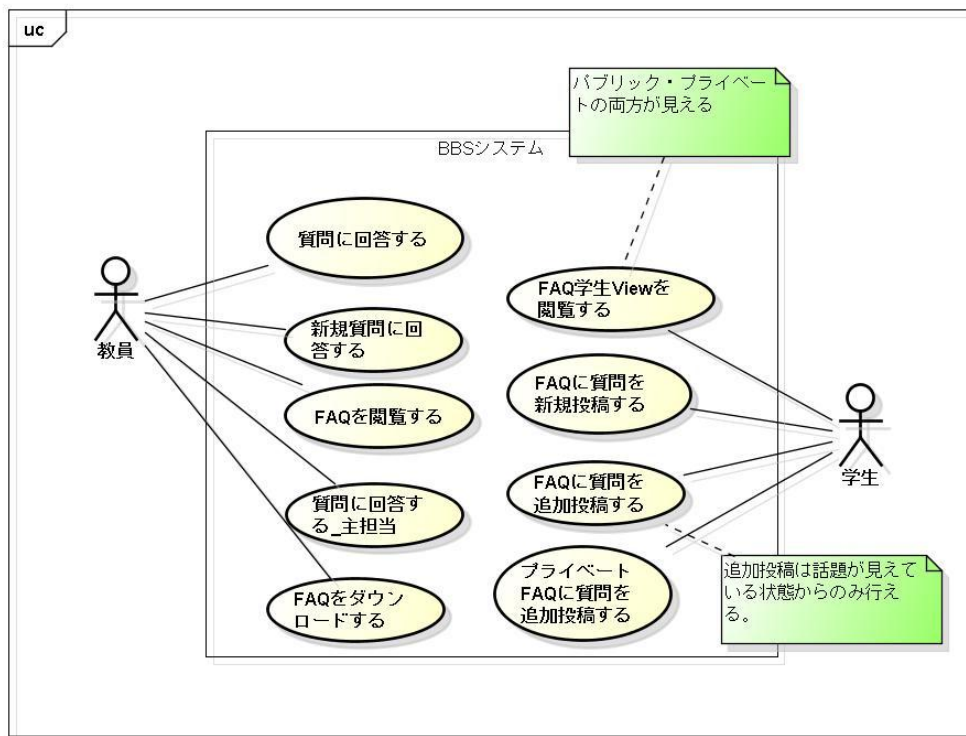 uc
パブリック・プライベー
トの両方が見える
BBSシステム
質問に回答する
FAQ学生Viewを
閲覧する
新規質問に回
答する
教員
FAQに質問を
新規投稿する
FAQを閲覧する
学生
FAQに質問を
追加投稿する
質問に回答す
る_主担当
プライベート
FAQに質問を
追加投稿する
追加投稿は話題が見えて
いる状態からのみ行え
る。
FAQをダウン
ロードする